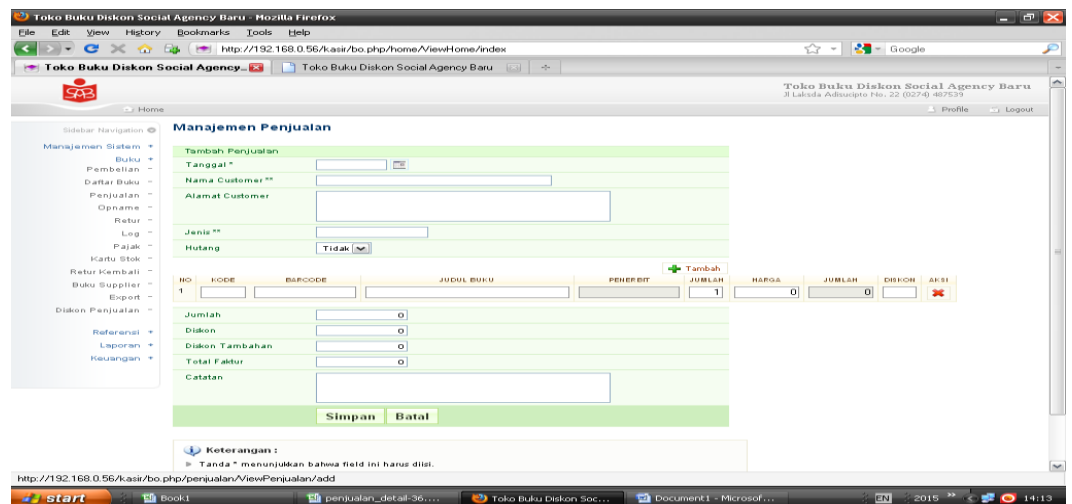 Toko Buku Diskon Social Agency Baru - Mozilla Firefox
File Edit View History Bookmarks Tools Help
http://192.168.0.56/kasir/bo.php/home/ViewHome/index
Google
Toko Buku Diskon Social Agency...
Toko Buku Diskon Social Agency Baru
SAB
Toko Buku Diskon Social Agency Baru
Jl Laksda Adisucipto No. 22 (0274) 487539
Home
Profile
Logout
Sidebar Navigation
Manajemen Sistem +
Buku +
Pembelian -
Daftar Buku -
Penjualan -
Opname -
Retur -
Log -
Pajak -
Kartu Stok -
Retur Kembali -
Buku Supplier -
Export -
Diskon Penjualan -
Referensi +
Laporan +
Keuangan +
Manajemen Penjualan
Tambah Penjualan
Tanggal *
Nama Customer **
Alamat Customer
Jenis **
Hutang Tidak
Tambah
NO KODE BARCODE JUDUL BUKU PENERBIT JUMLAH HARGA JUMLAH DISKON AKSI
1 1 0 0
Jumlah 0
Diskon 0
Diskon Tambahan 0
Total Faktur 0
Catatan
Simpan Batal
Keterangan :
Tanda * menunjukkan bahwa field ini harus diisi.
http://192.168.0.56/kasir/bo.php/penjualan/ViewPenjualan/add
start
Book1
penjualan_detail-36....
Toko Buku Diskon Soc...
Document1 - Microsof...
EN
2015
14:13